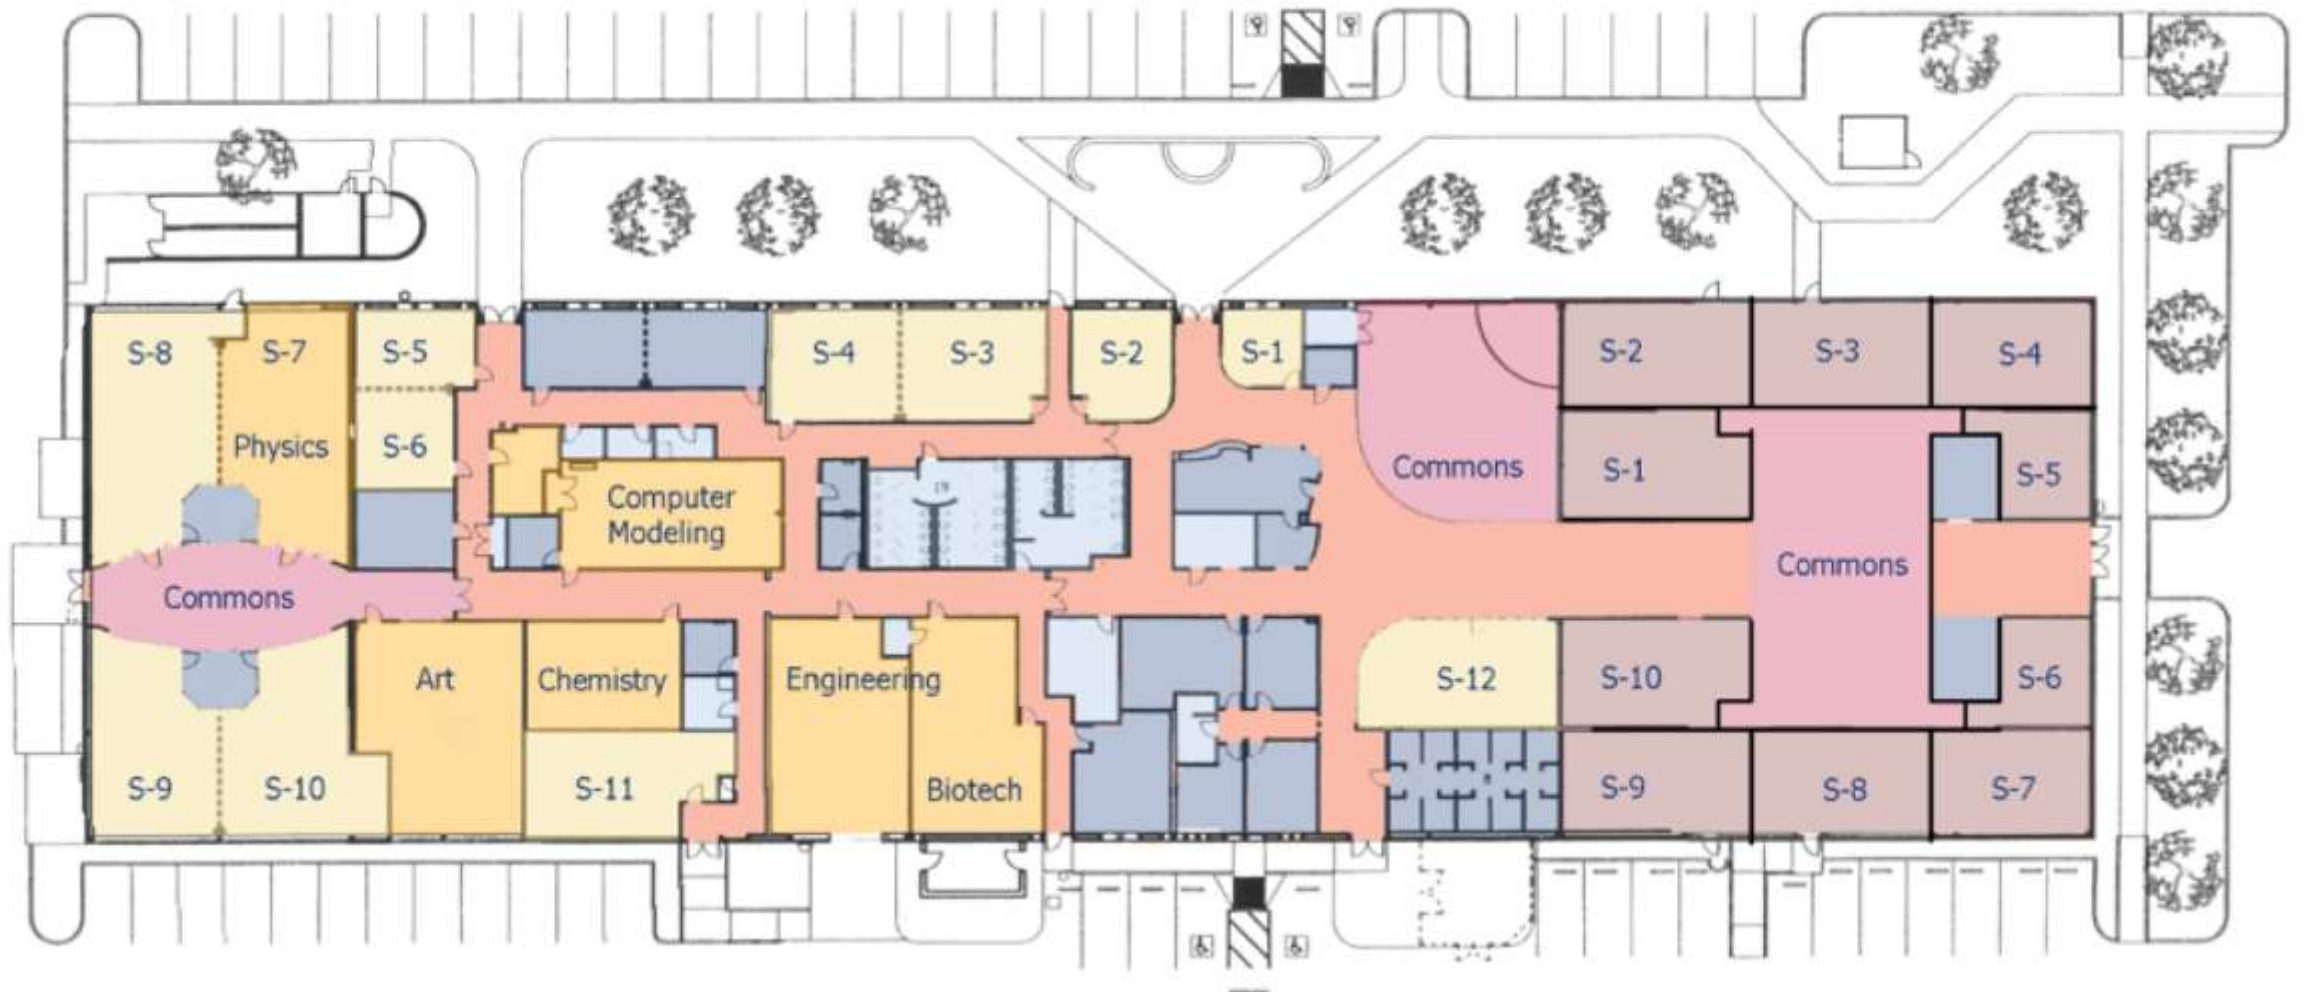 S-8
S-7
S-5
S-4
S-3
S-2
S-1
S-2
S-3
S-4
Physics
S-6
Computer
Modeling
Commons
S-1
S-5
Commons
Commons
Art
Chemistry
Engineering
S-12
S-10
S-6
S-9
S-10
S-11
Biotech
S-9
S-8
S-7